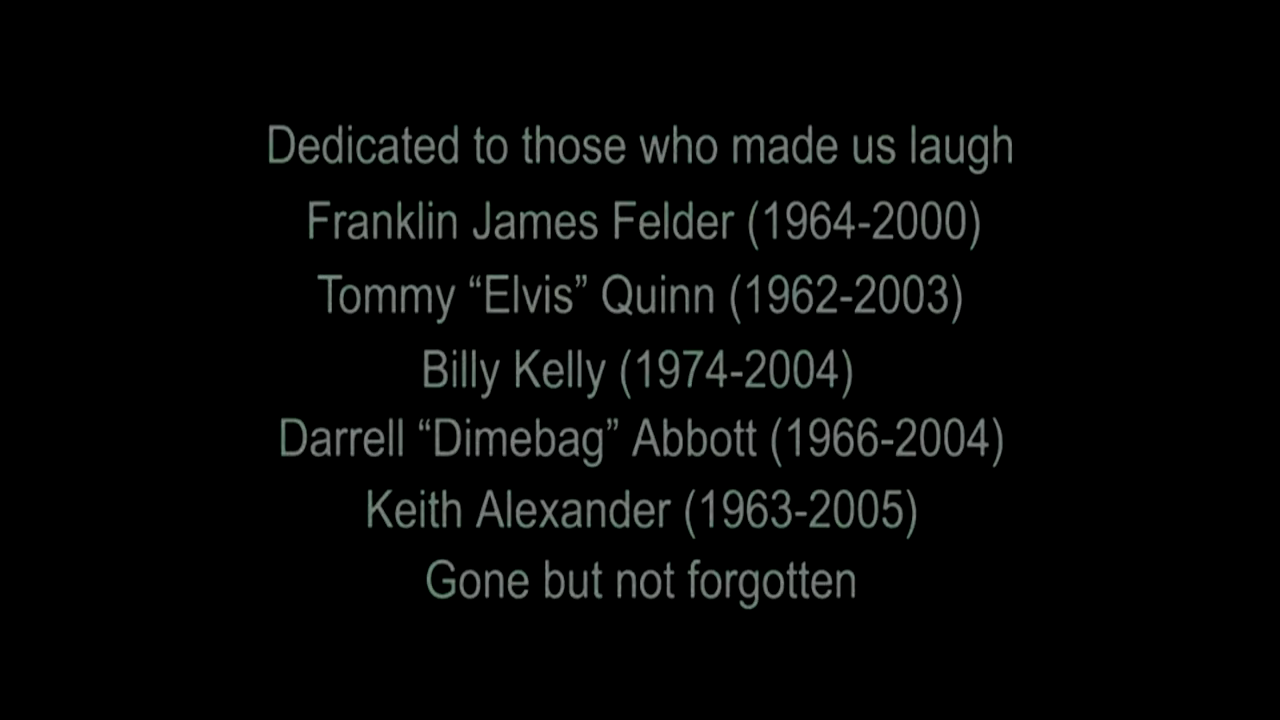 Dedicated to those who made us laugh
Franklin James Felder (1964-2000)
Tommy “Elvis” Quinn (1962-2003)
Billy Kelly (1974-2004)
Darrell “Dimebag” Abbott (1966-2004)
Keith Alexander (1963-2005)
Gone but not forgotten